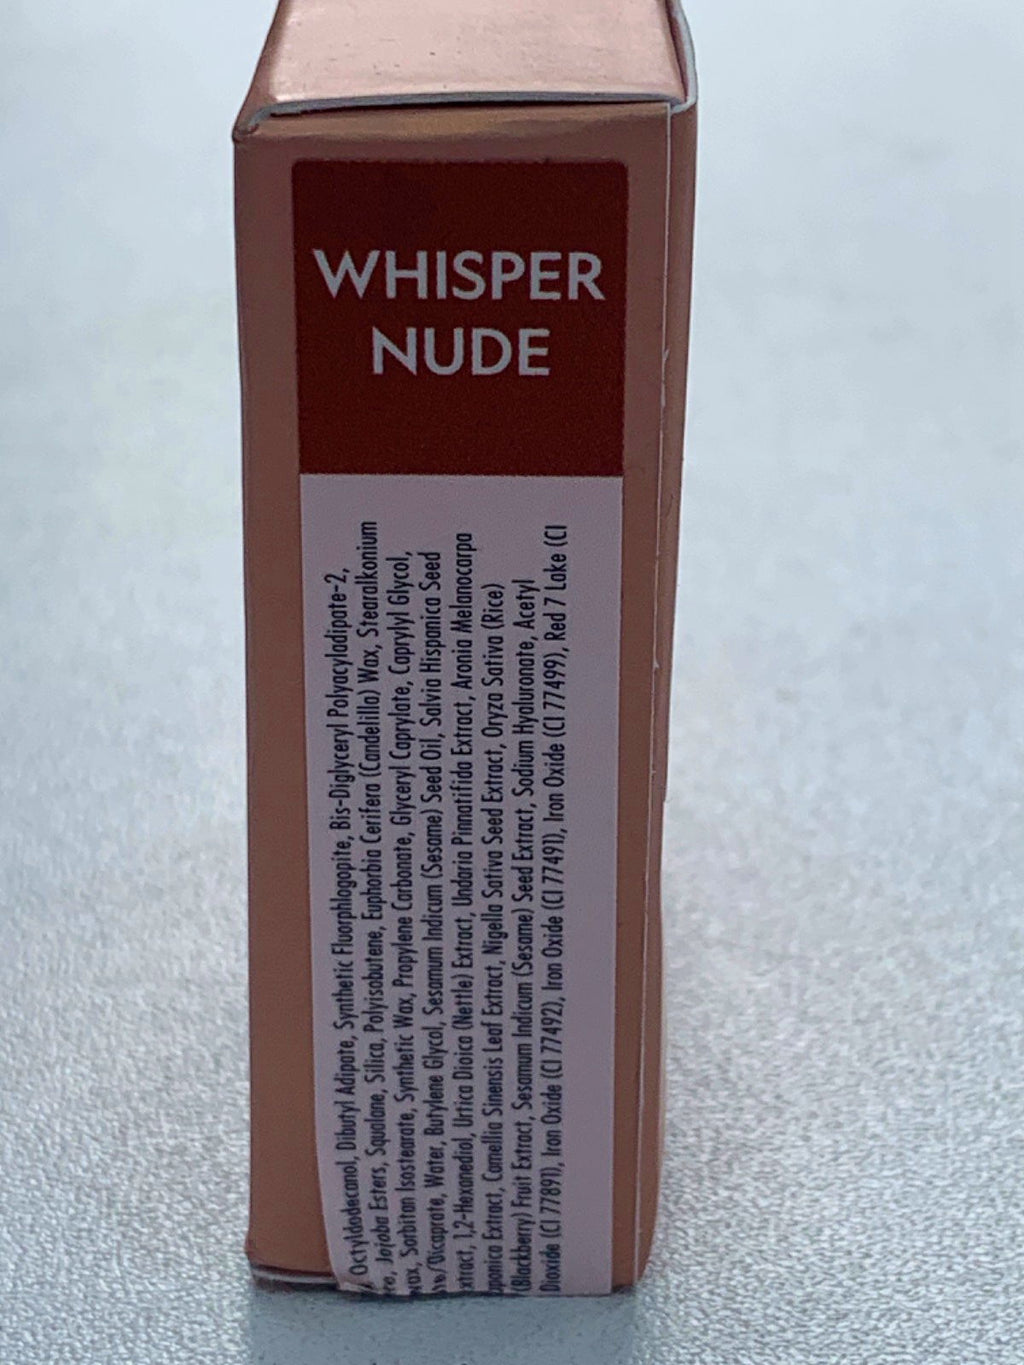 WHISPER
NUDE
Octyldodecanol, Dibutyl Adipate, Synthetic Fluorphlogopite, Bis-Diglyceryl Polyacyladipate-2,
Jojoba Esters, Squalane, Silica, Polyisobutene, Euphorbia Cerifera (Candelilla) Wax, Stearalkonium
Sorbitan Isostearate, Synthetic Wax, Propylene Carbonate, Glyceryl Caprylate, Caprylyl Glycol,
/Dicaprate, Water, Butylene Glycol, Sesamum Indicum (Sesame) Seed Oil, Salvia Hispanica Seed
xtract, 1,2-Hexanediol, Urtica Dioica (Nettle) Extract, Undaria Pinnatifida Extract, Aronia Melanocarpa
ponica Extract, Camellia Sinensis Leaf Extract, Nigella Sativa Seed Extract, Oryza Sativa (Rice)
(Blackberry) Fruit Extract, Sesamum Indicum (Sesame) Seed Extract, Sodium Hyaluronate, Acetyl
Dioxide (CI 77891), Iron Oxide (CI 77492), Iron Oxide (CI 77491), Iron Oxide (CI 77499), Red 7 Lake (CI